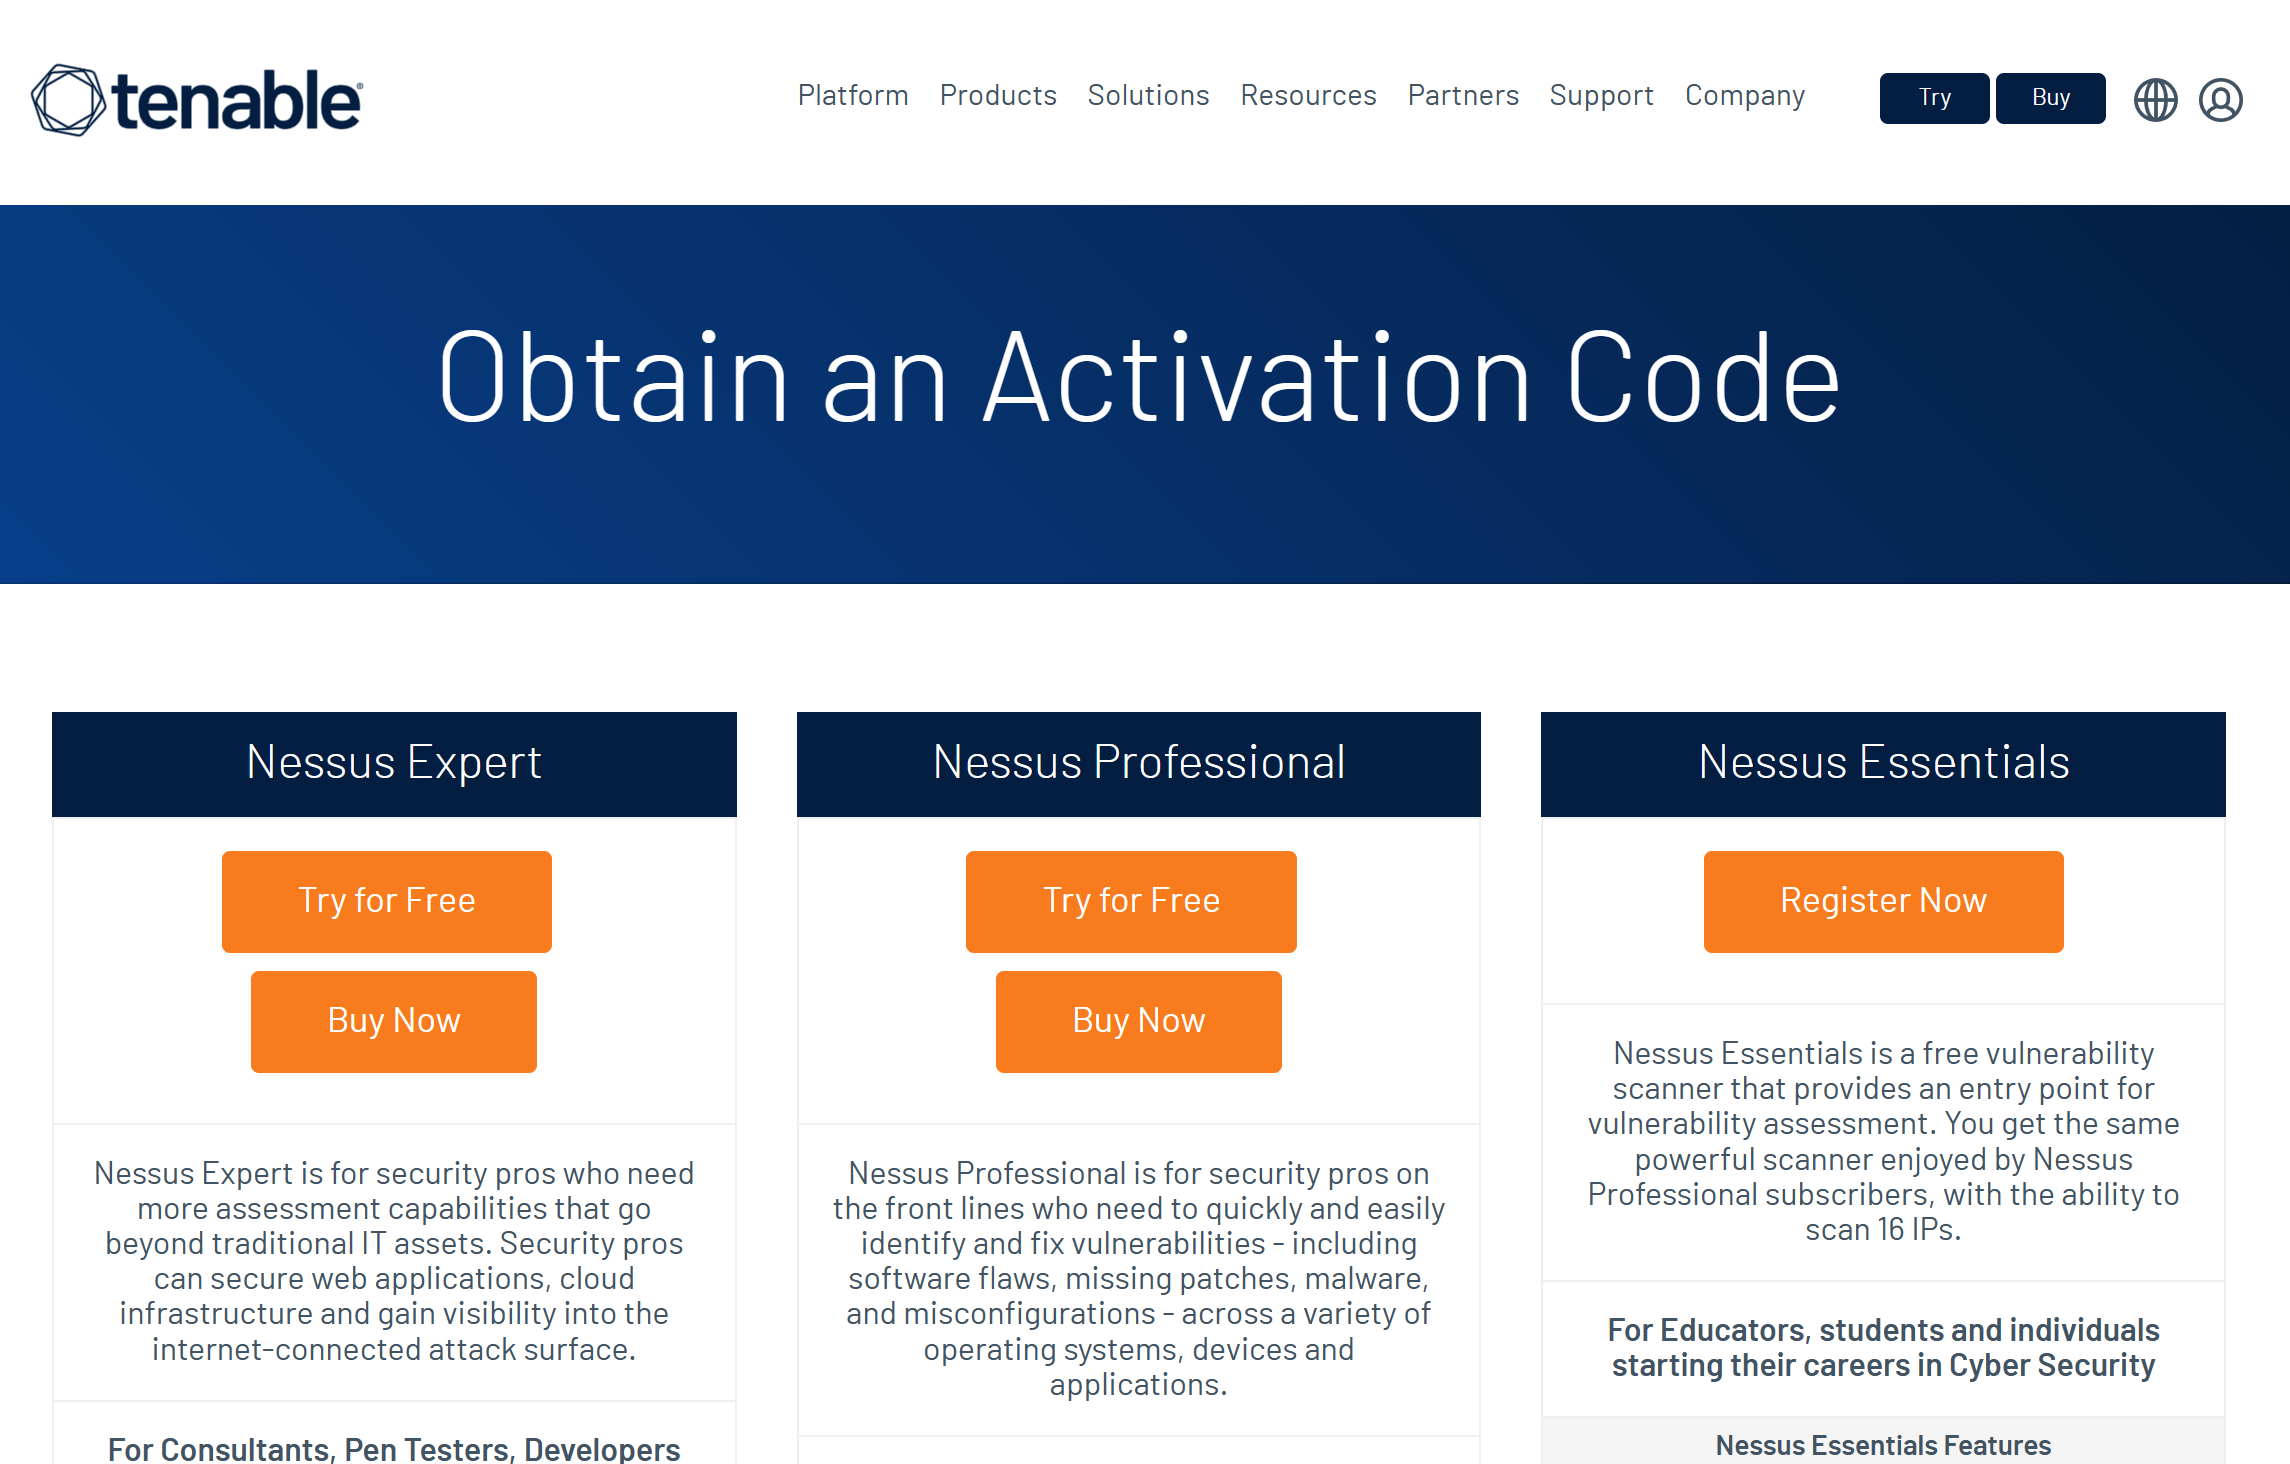 tenable®
Platform Products Solutions Resources Partners Support Company Try Buy
Obtain an Activation Code
Nessus Expert
Try for Free
Buy Now
Nessus Expert is for security pros who need
more assessment capabilities that go
beyond traditional IT assets. Security pros
can secure web applications, cloud
infrastructure and gain visibility into the
internet-connected attack surface.
For Consultants, Pen Testers, Developers
Nessus Professional
Try for Free
Buy Now
Nessus Professional is for security pros on
the front lines who need to quickly and easily
identify and fix vulnerabilities - including
software flaws, missing patches, malware,
and misconfigurations - across a variety of
operating systems, devices and
applications.
Nessus Essentials
Register Now
Nessus Essentials is a free vulnerability
scanner that provides an entry point for
vulnerability assessment. You get the same
powerful scanner enjoyed by Nessus
Professional subscribers, with the ability to
scan 16 IPs.
For Educators, students and individuals
starting their careers in Cyber Security
Nessus Essentials Features